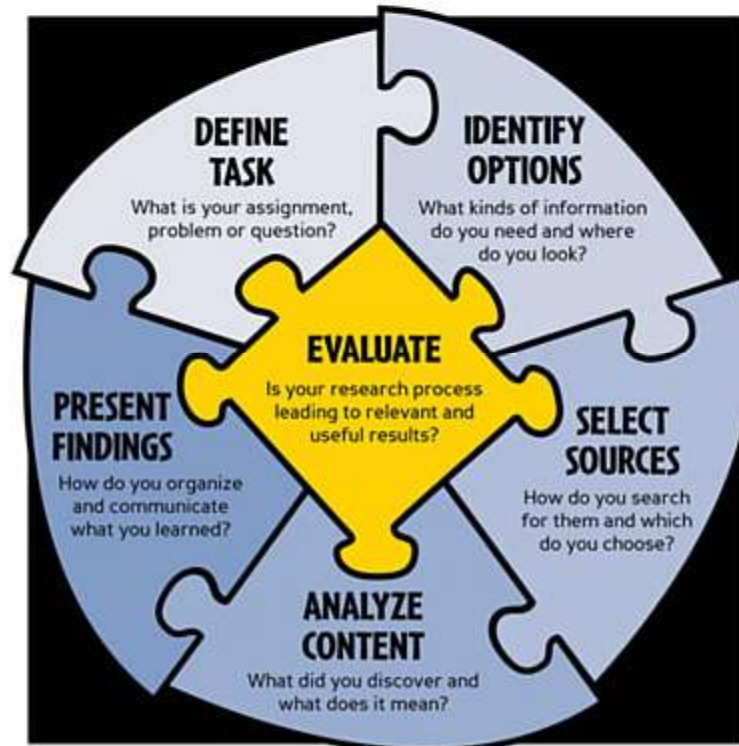 DEFINE
TASK
What is your assignment,
problem or question?
IDENTIFY
OPTIONS
What kinds of information
do you need and where
do you look?
EVALUATE
Is your research process
leading to relevant and
useful results?
SELECT
SOURCES
How do you search
for them and which
do you choose?
ANALYZE
CONTENT
What did you discover and
what does it mean?
PRESENT
FINDINGS
How do you organize
and communicate
what you learned?